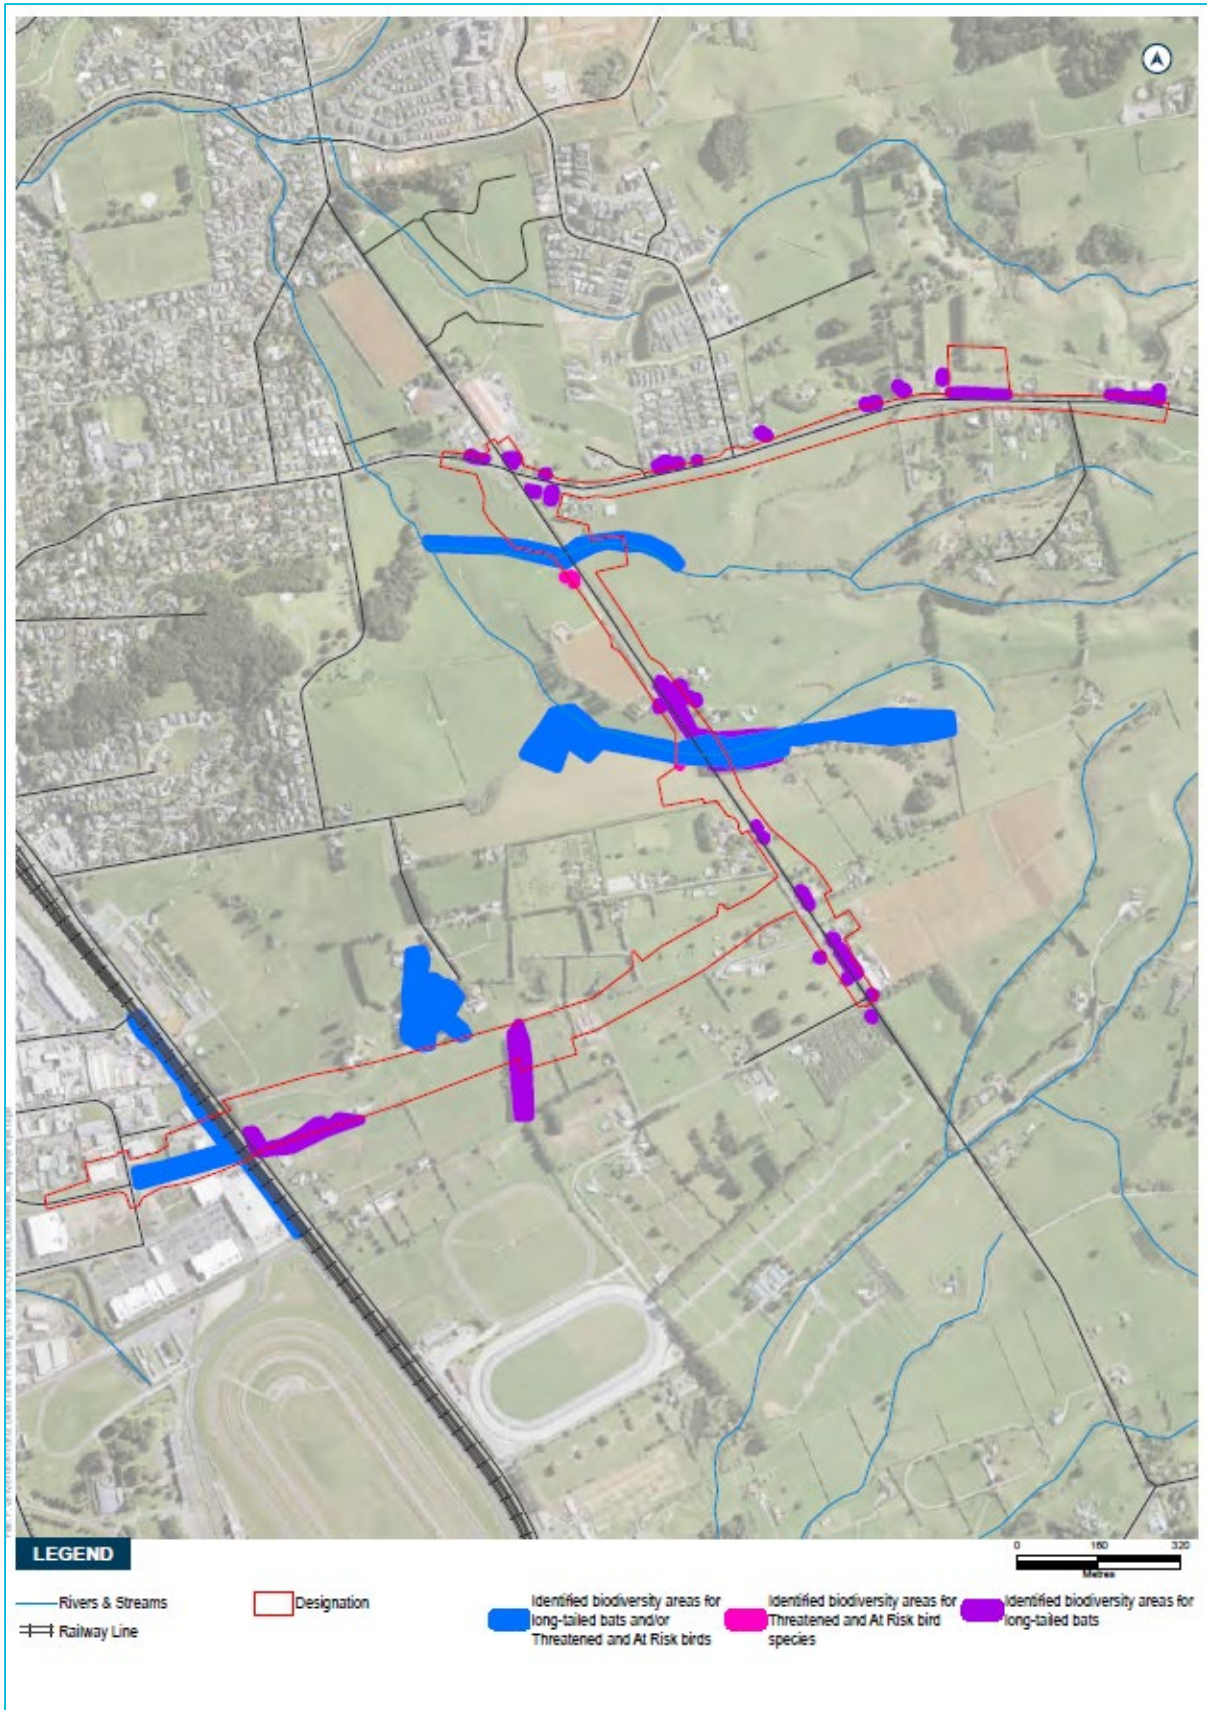 LEGEND
0 160 320
Metres
Rivers & Streams
Railway Line
Designation
Identified biodiversity areas for
long-tailed bats and/or
Threatened and At Risk birds
Identified biodiversity areas for
Threatened and At Risk bird
species
Identified biodiversity areas for
long-tailed bats